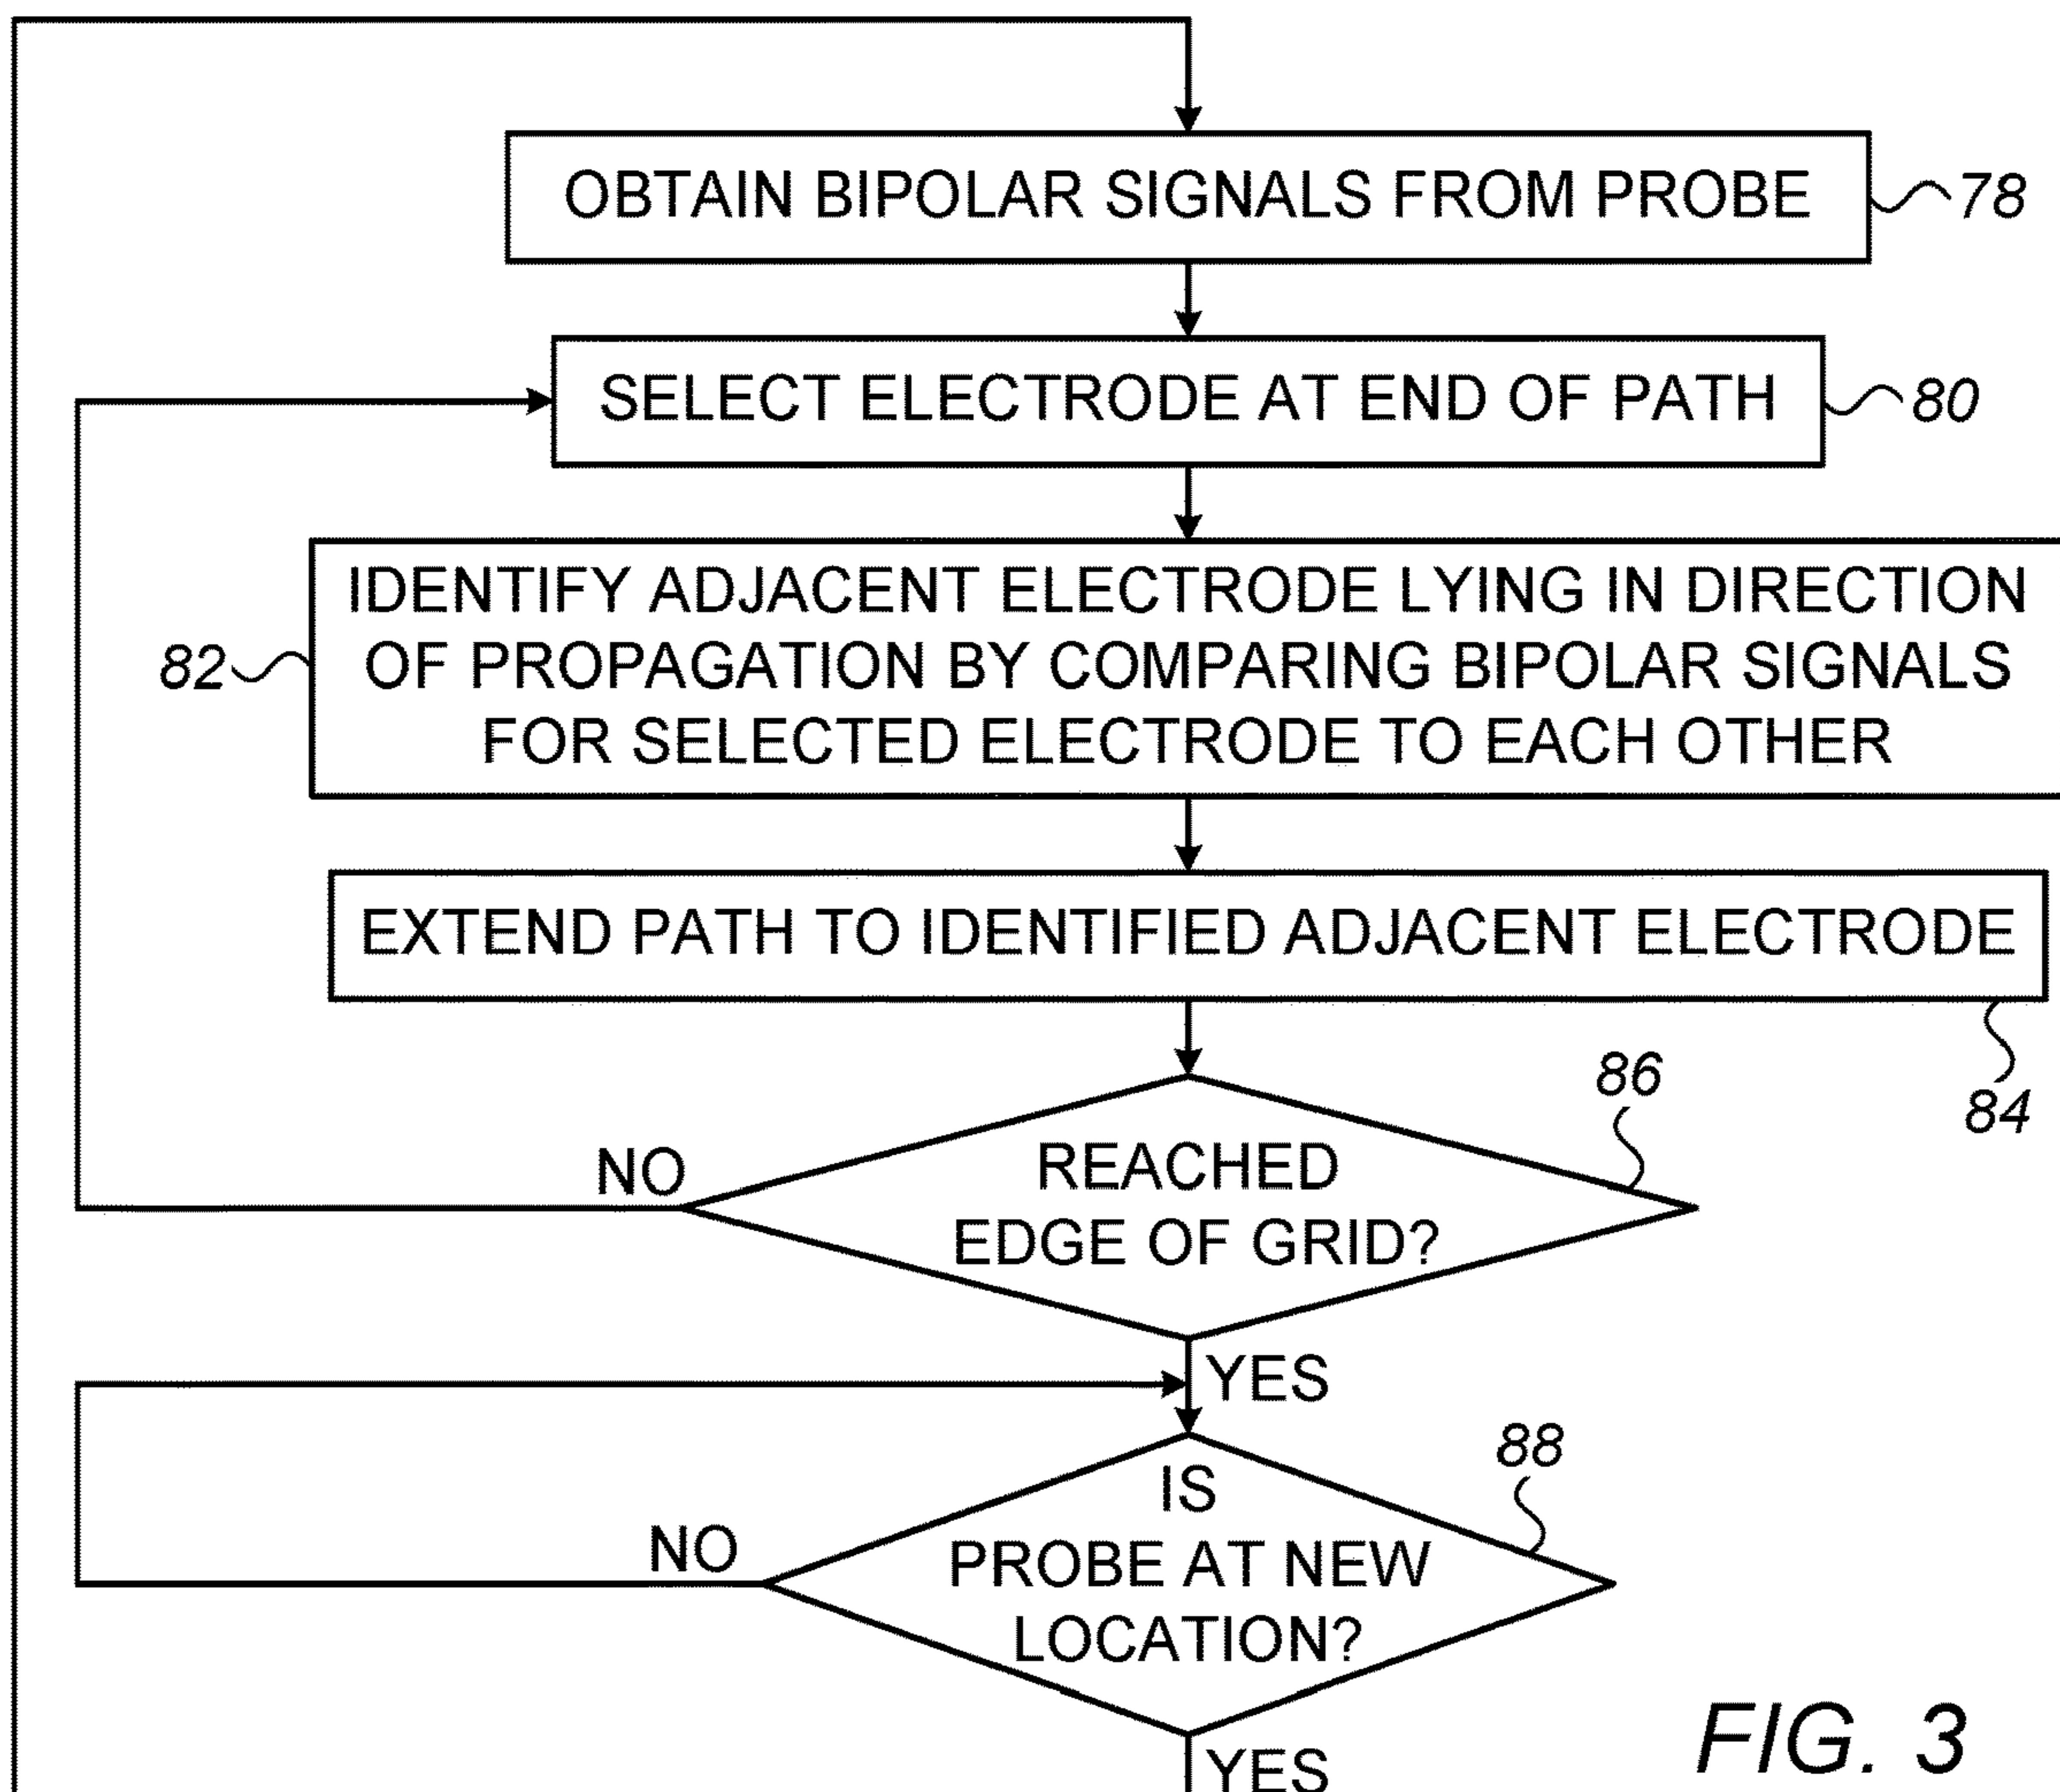 OBTAIN BIPOLAR SIGNALS FROM PROBE
78
SELECT ELECTRODE AT END OF PATH
80
IDENTIFY ADJACENT ELECTRODE LYING IN DIRECTION
OF PROPAGATION BY COMPARING BIPOLAR SIGNALS
FOR SELECTED ELECTRODE TO EACH OTHER
82
EXTEND PATH TO IDENTIFIED ADJACENT ELECTRODE
84
86
REACHED
EDGE OF GRID?
NO
YES
88
IS
PROBE AT NEW
LOCATION?
NO
YES
FIG. 3